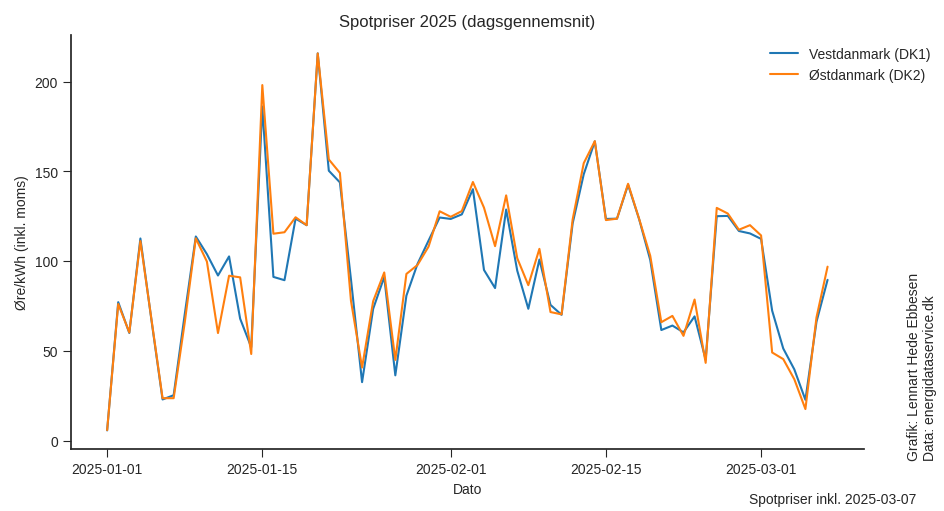 Spotpriser 2025 (dagsgennemsnit)
Vestdanmark (DK1)
Østdanmark (DK2)
200
150
100
50
0
Øre/kWh (inkl. moms)
2025-01-01
2025-01-15
2025-02-01
2025-02-15
2025-03-01
Dato
Grafik: Lennart Hede Ebbesen
Data: energidataservice.dk
Spotpriser inkl. 2025-03-07